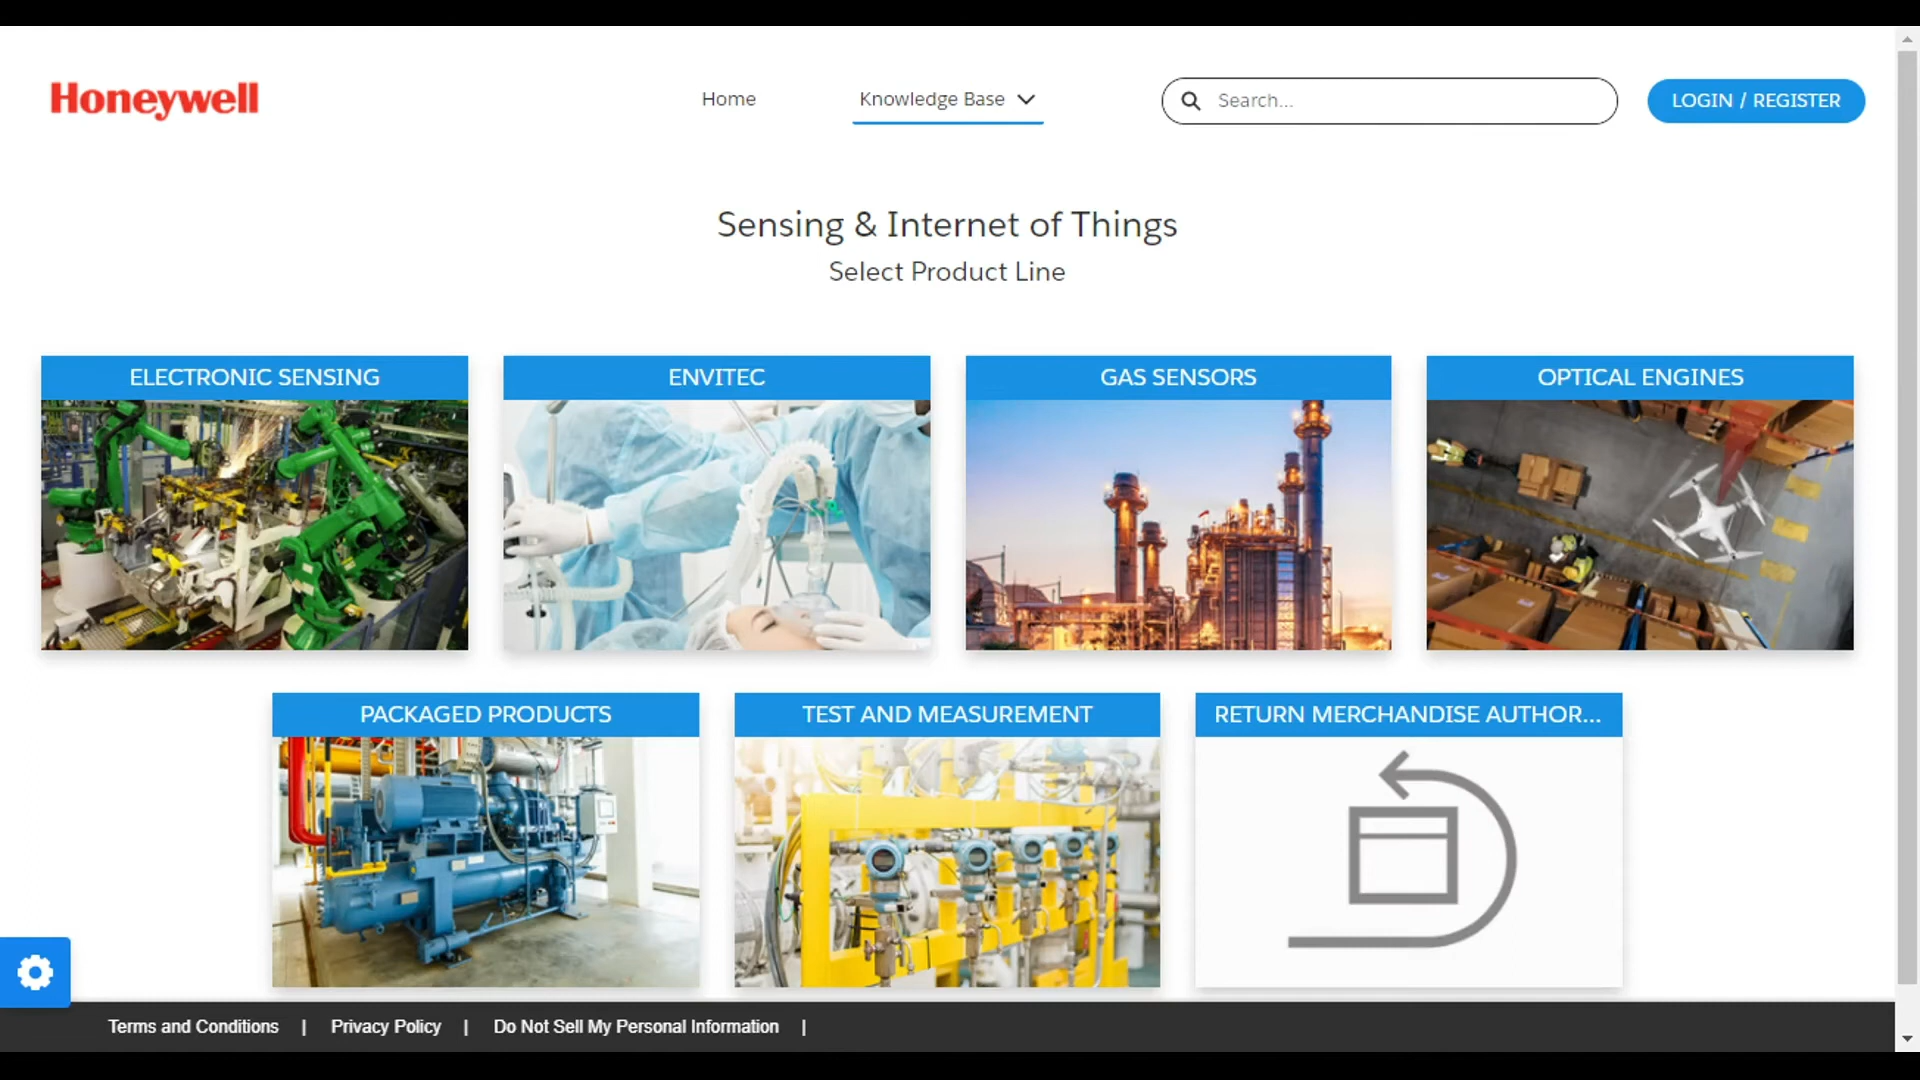 Honeywell
Home
Knowledge Base
Search...
LOGIN / REGISTER
Sensing & Internet of Things
Select Product Line
ELECTRONIC SENSING
ENVITEC
GAS SENSORS
OPTICAL ENGINES
PACKAGED PRODUCTS
TEST AND MEASUREMENT
RETURN MERCHANDISE AUTHOR...
Terms and Conditions | Privacy Policy | Do Not Sell My Personal Information |